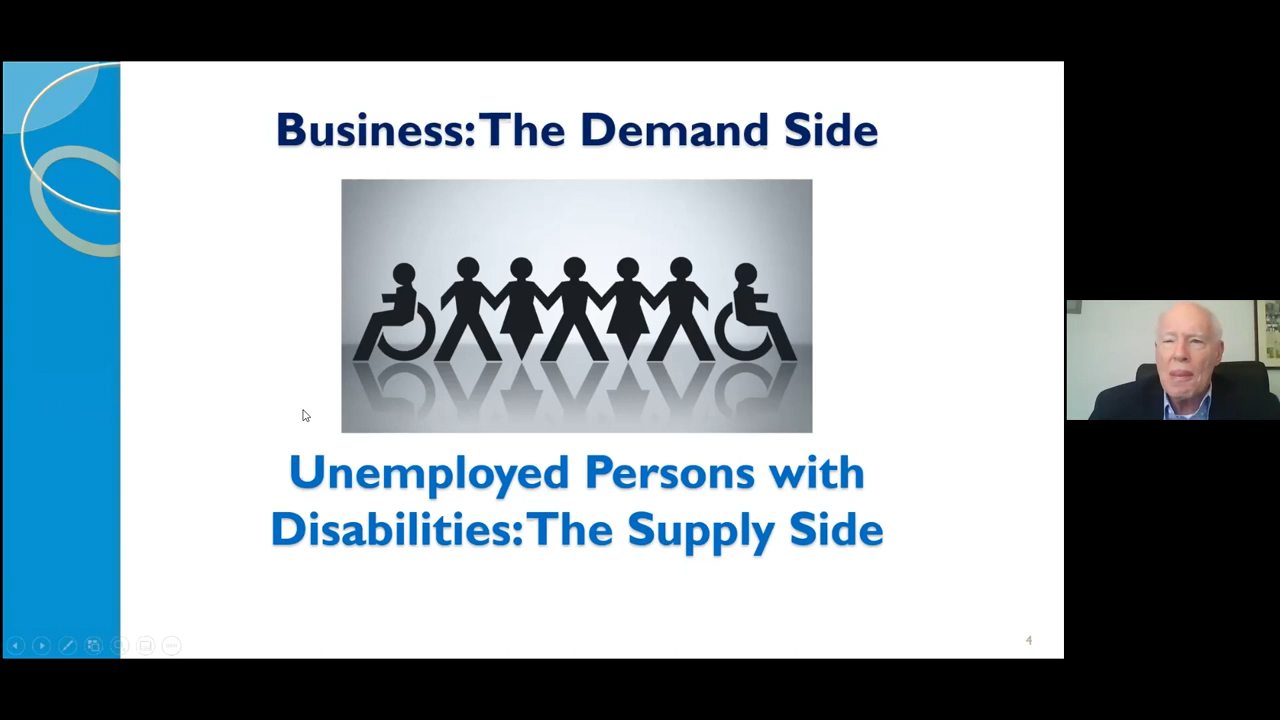 Business: The Demand Side
Unemployed Persons with
Disabilities: The Supply Side
4